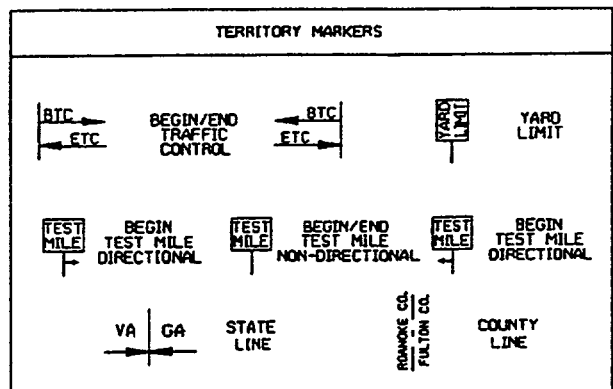 TERRITORY MARKERS
BTC
ETC
BEGIN/END
TRAFFIC
CONTROL
BTC
ETC
YARD
LIMIT
YARD
LIMIT
TEST
MILE
BEGIN
TEST MILE
DIRECTIONAL
TEST
MILE
BEGIN/END
TEST MILE
NON-DIRECTIONAL
TEST
MILE
BEGIN
TEST MILE
DIRECTIONAL
VA
GA
STATE
LINE
ROANOKE CO.
FULTON CO.
COUNTY
LINE